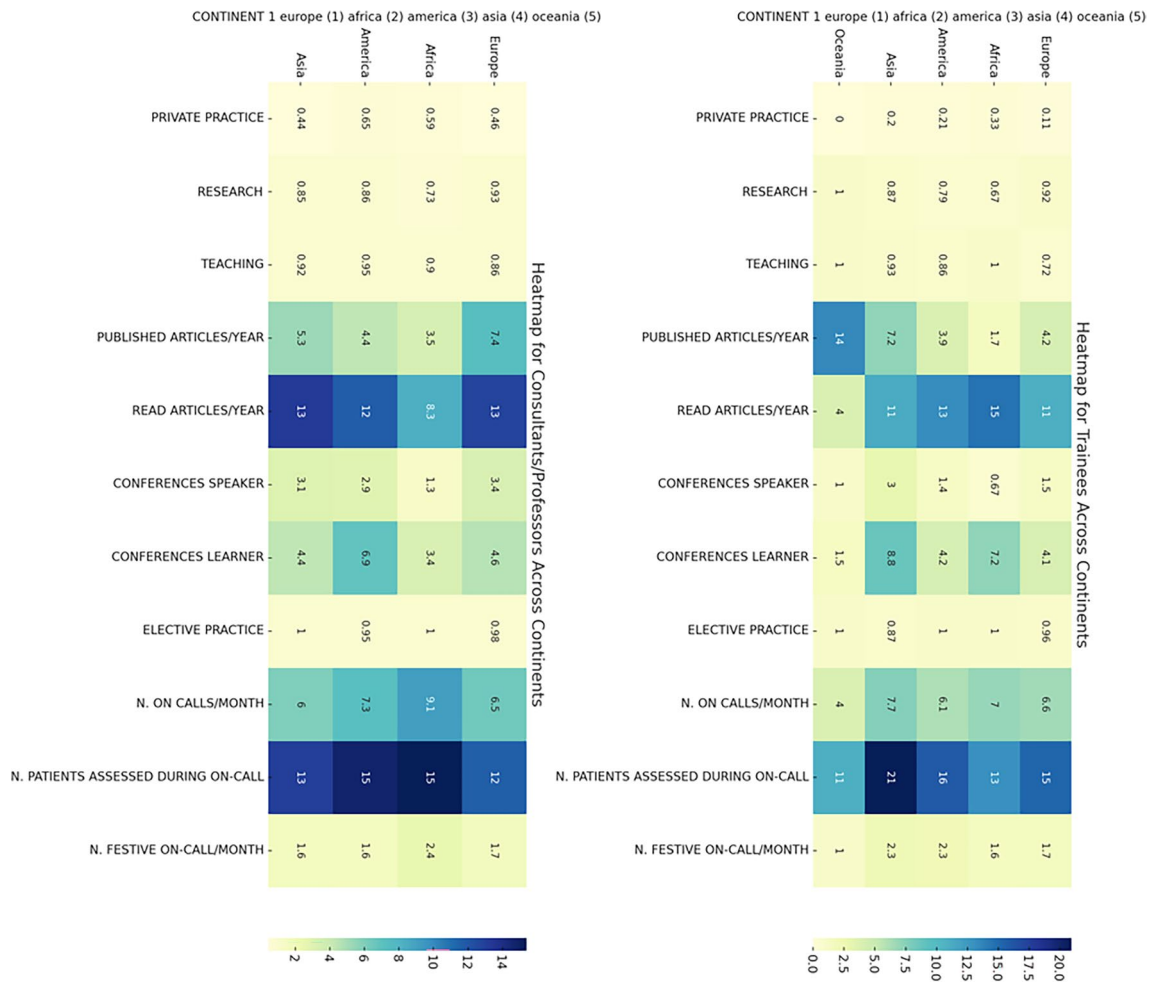 CONTINENT 1 europe (1) africa (2) america (3) asia (4) oceania (5)
Asia
America
Africa
Europe
Heatmap for Consultants/Professors Across Continents
PRIVATE PRACTICE 0.44 0.65 0.59 0.46
RESEARCH 0.85 0.86 0.73 0.93
TEACHING 0.92 0.95 0.9 0.86
PUBLISHED ARTICLES/YEAR 5.3 4.4 3.5 7.4
READ ARTICLES/YEAR 13 12 8.3 13
CONFERENCES SPEAKER 3.1 2.9 1.3 3.4
CONFERENCES LEARNER 4.4 6.9 3.4 4.6
ELECTIVE PRACTICE 1 0.95 1 0.98
N. ON CALLS/MONTH 6 7.3 9.1 6.5
N. PATIENTS ASSESSED DURING ON-CALL 13 15 15 12
N. FESTIVE ON-CALL/MONTH 1.6 1.6 2.4 1.7
2 4 6 8 10 12 14
CONTINENT 1 europe (1) africa (2) america (3) asia (4) oceania (5)
Oceania
Asia
America
Africa
Europe
Heatmap for Trainees Across Continents
PRIVATE PRACTICE 0 0.2 0.21 0.33 0.11
RESEARCH 1 0.87 0.79 0.67 0.92
TEACHING 1 0.93 0.86 1 0.72
PUBLISHED ARTICLES/YEAR 14 7.2 3.9 1.7 4.2
READ ARTICLES/YEAR 4 11 13 15 11
CONFERENCES SPEAKER 1 3 1.4 0.67 1.5
CONFERENCES LEARNER 1.5 8.8 4.2 7.2 4.1
ELECTIVE PRACTICE 1 0.87 1 1 0.96
N. ON CALLS/MONTH 4 7.7 6.1 7 6.6
N. PATIENTS ASSESSED DURING ON-CALL 11 21 16 13 15
N. FESTIVE ON-CALL/MONTH 1 2.3 2.3 1.6 1.7
0.0 2.5 5.0 7.5 10.0 12.5 15.0 17.5 20.0